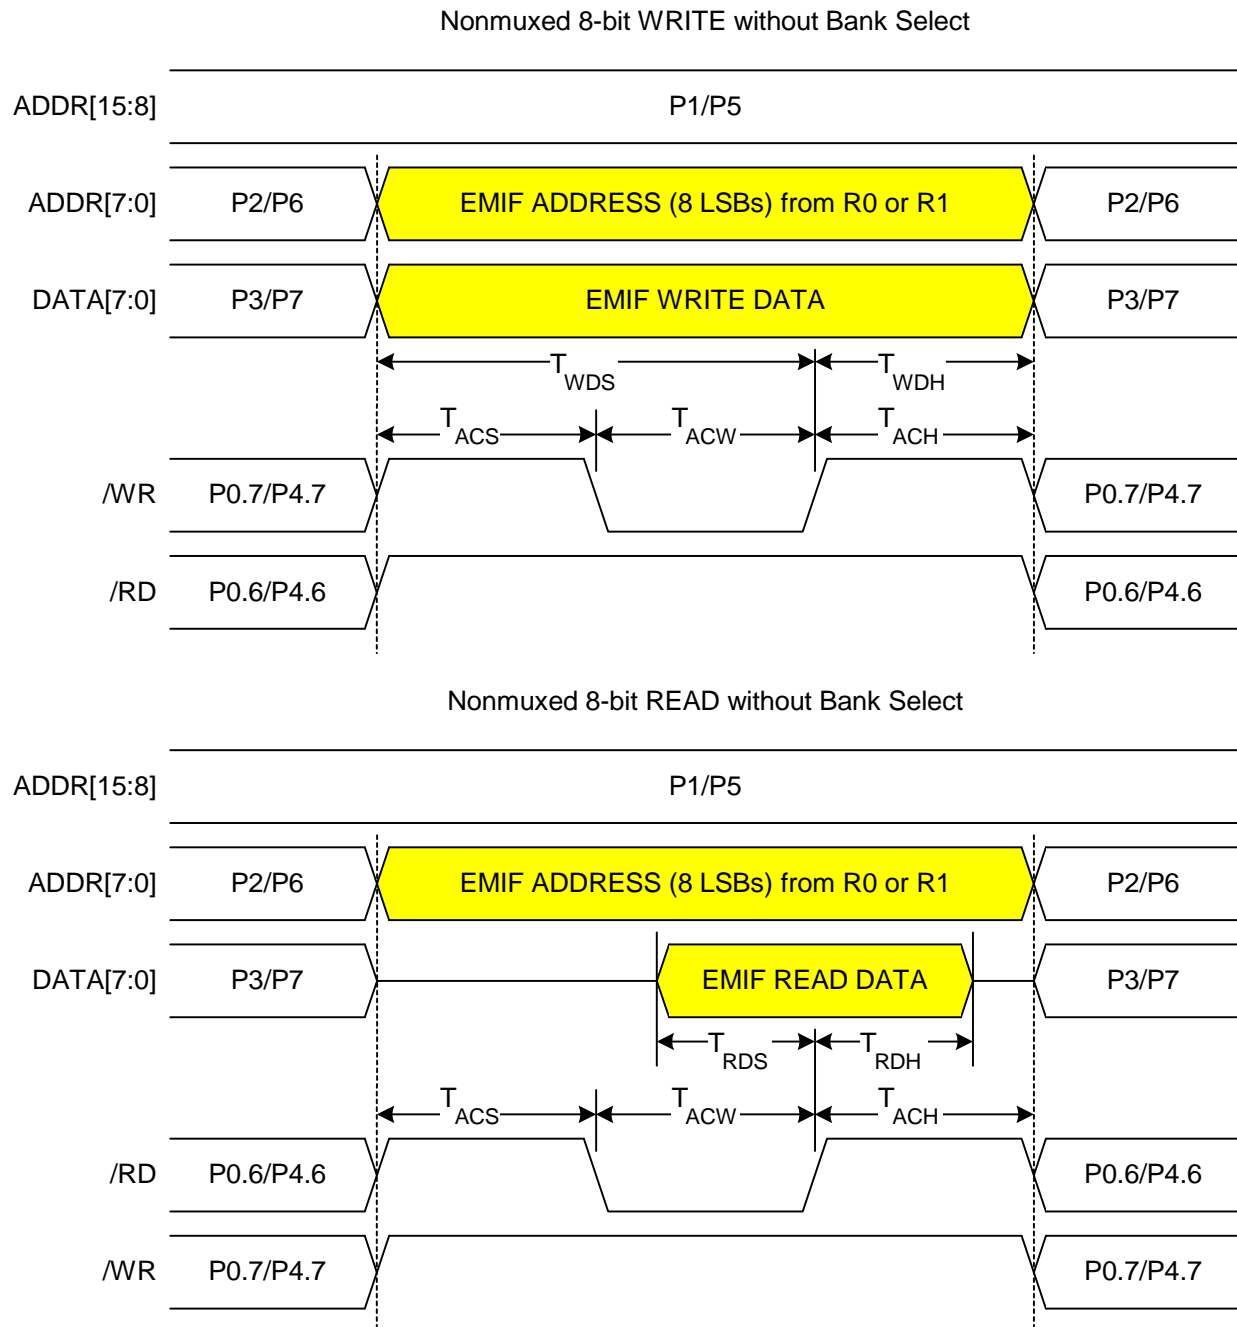 Nonmuxed 8-bit WRITE without Bank Select
ADDR[15:8] P1/P5
ADDR[7:0] P2/P6 EMIF ADDRESS (8 LSBs) from R0 or R1 P2/P6
DATA[7:0] P3/P7 EMIF WRITE DATA P3/P7
TWDS TWDH
TACS TACW TACH
/WR P0.7/P4.7 P0.7/P4.7
/RD P0.6/P4.6 P0.6/P4.6
Nonmuxed 8-bit READ without Bank Select
ADDR[15:8] P1/P5
ADDR[7:0] P2/P6 EMIF ADDRESS (8 LSBs) from R0 or R1 P2/P6
DATA[7:0] P3/P7 EMIF READ DATA P3/P7
TRDS TRDH
TACS TACW TACH
/RD P0.6/P4.6 P0.6/P4.6
/WR P0.7/P4.7 P0.7/P4.7